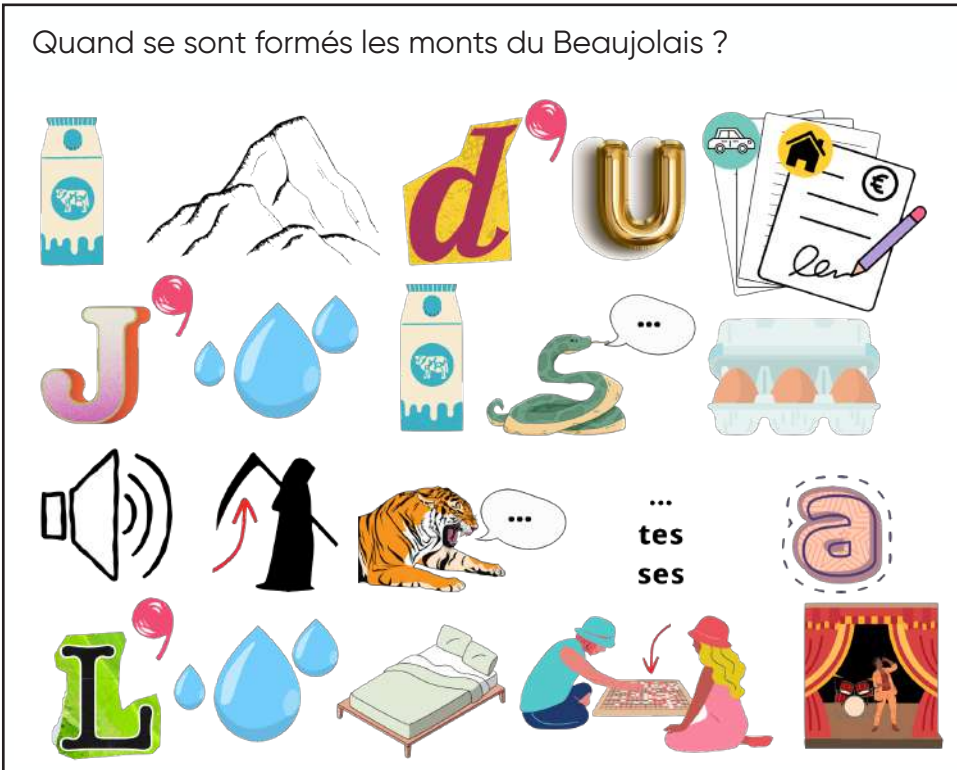 Quand se sont formés les monts du Beaujolais ?
d' U €
J' ...
... ... a
tes
ses
L'